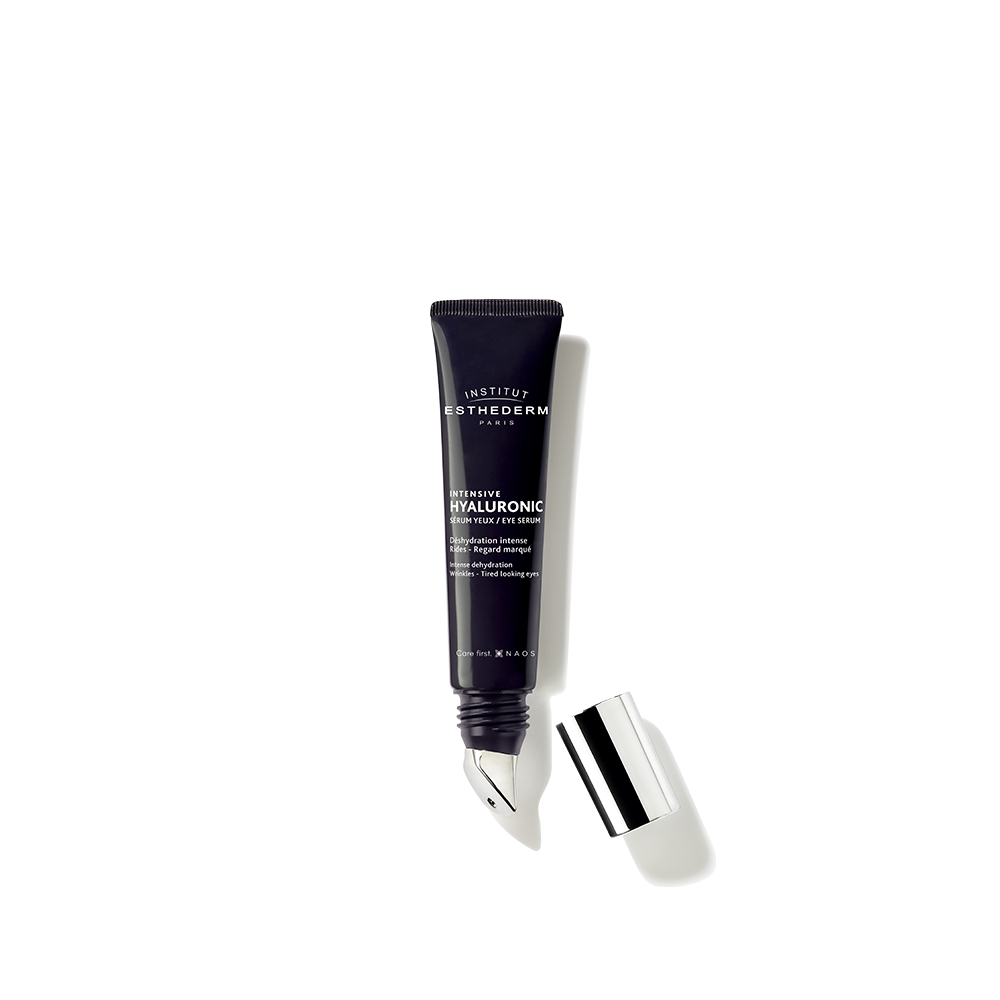 INSTITUT
ESTHEDERM
PARIS
INTENSIVE
HYALURONIC
SÉRUM YEUX / EYE SERUM
Déshydration intense
Rides - Regard marqué
Intense dehydration
Wrinkles - Tired looking eyes
Care first. NAOS